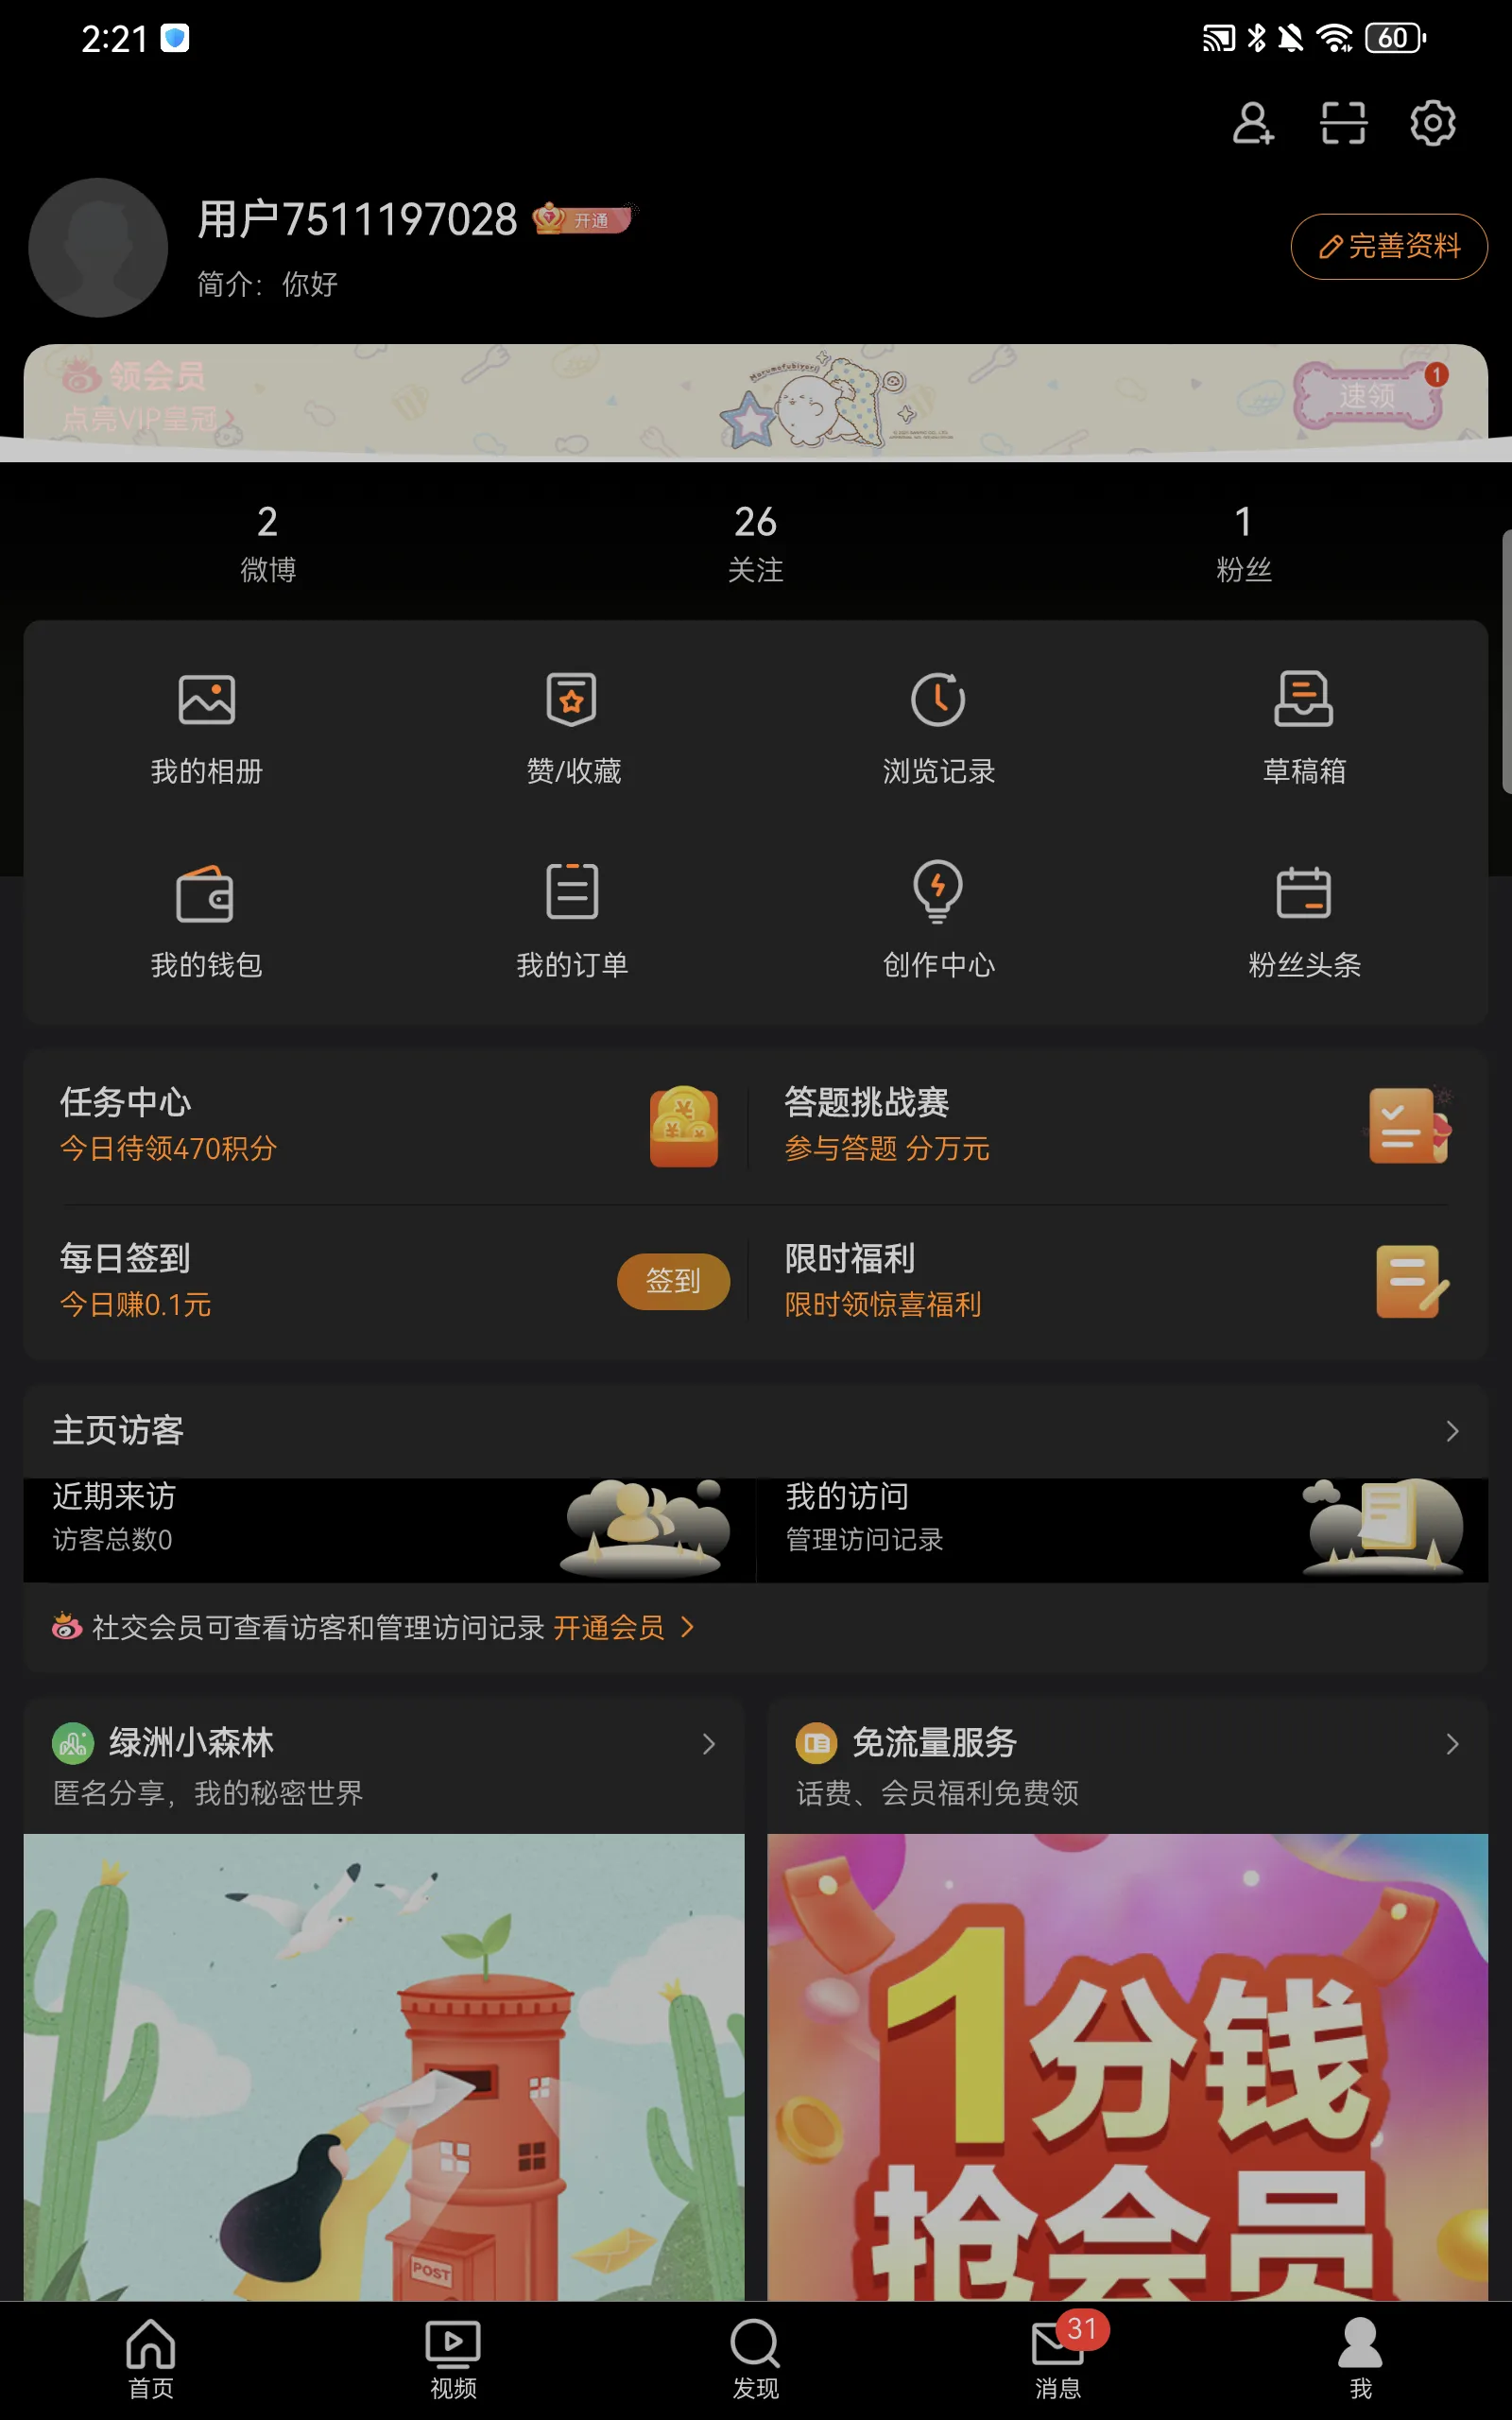 2:21
60
用户7511197028
开通
简介：你好
完善资料
领会员
点亮VIP皇冠
速领
1
2
微博
26
关注
1
粉丝
我的相册
赞/收藏
浏览记录
草稿箱
我的钱包
我的订单
创作中心
粉丝头条
任务中心
今日待领470积分
答题挑战赛
参与答题 分万元
每日签到
今日赚0.1元
签到
限时福利
限时领惊喜福利
主页访客
近期来访
访客总数0
我的访问
管理访问记录
社交会员可查看访客和管理访问记录 开通会员
绿洲小森林
匿名分享，我的秘密世界
免流量服务
话费、会员福利免费领
POST
1分钱
抢会员
首页
视频
发现
31
消息
我